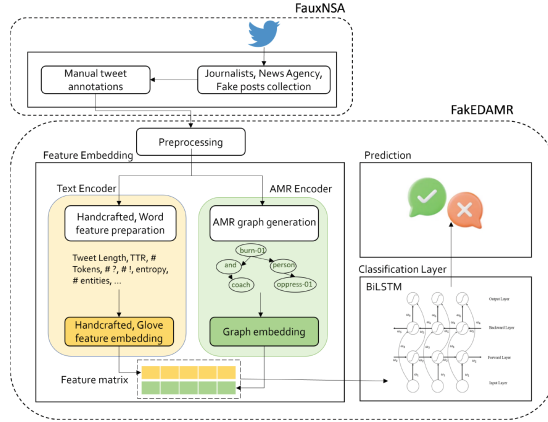 FauxNSA
Manual tweet
annotations
Journalists, News Agency,
Fake posts collection
FakEDAMR
Preprocessing
Feature Embedding
Prediction
Text Encoder
AMR Encoder
Handcrafted, Word
feature preparation
AMR graph generation
Tweet Length, TTR, #
Tokens, # ?, # !, entropy,
# entities, ...
burn-01
and
person
coach
oppress-01
Handcrafted, Glove
feature embedding
Graph embedding
Feature matrix
Classification Layer
BiLSTM
Output Layer
Backward Layer
Forward Layer
Input Layer